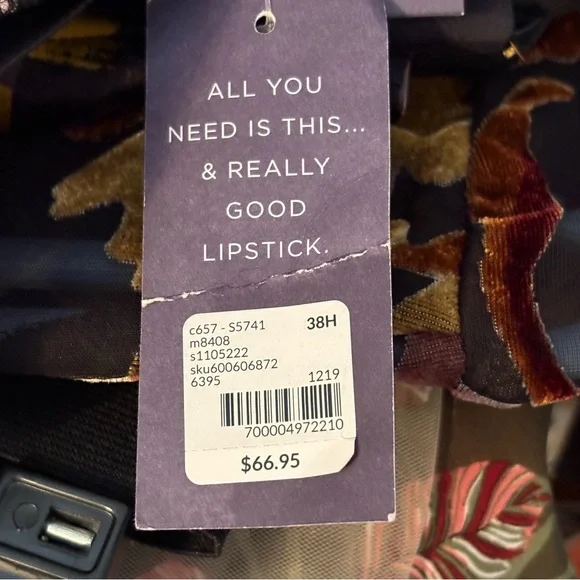 ALL YOU
NEED IS THIS...
& REALLY
GOOD
LIPSTICK.
c657 - S5741 38H
m8408
s1105222
sku600606872
6395 1219
700004972210
$66.95